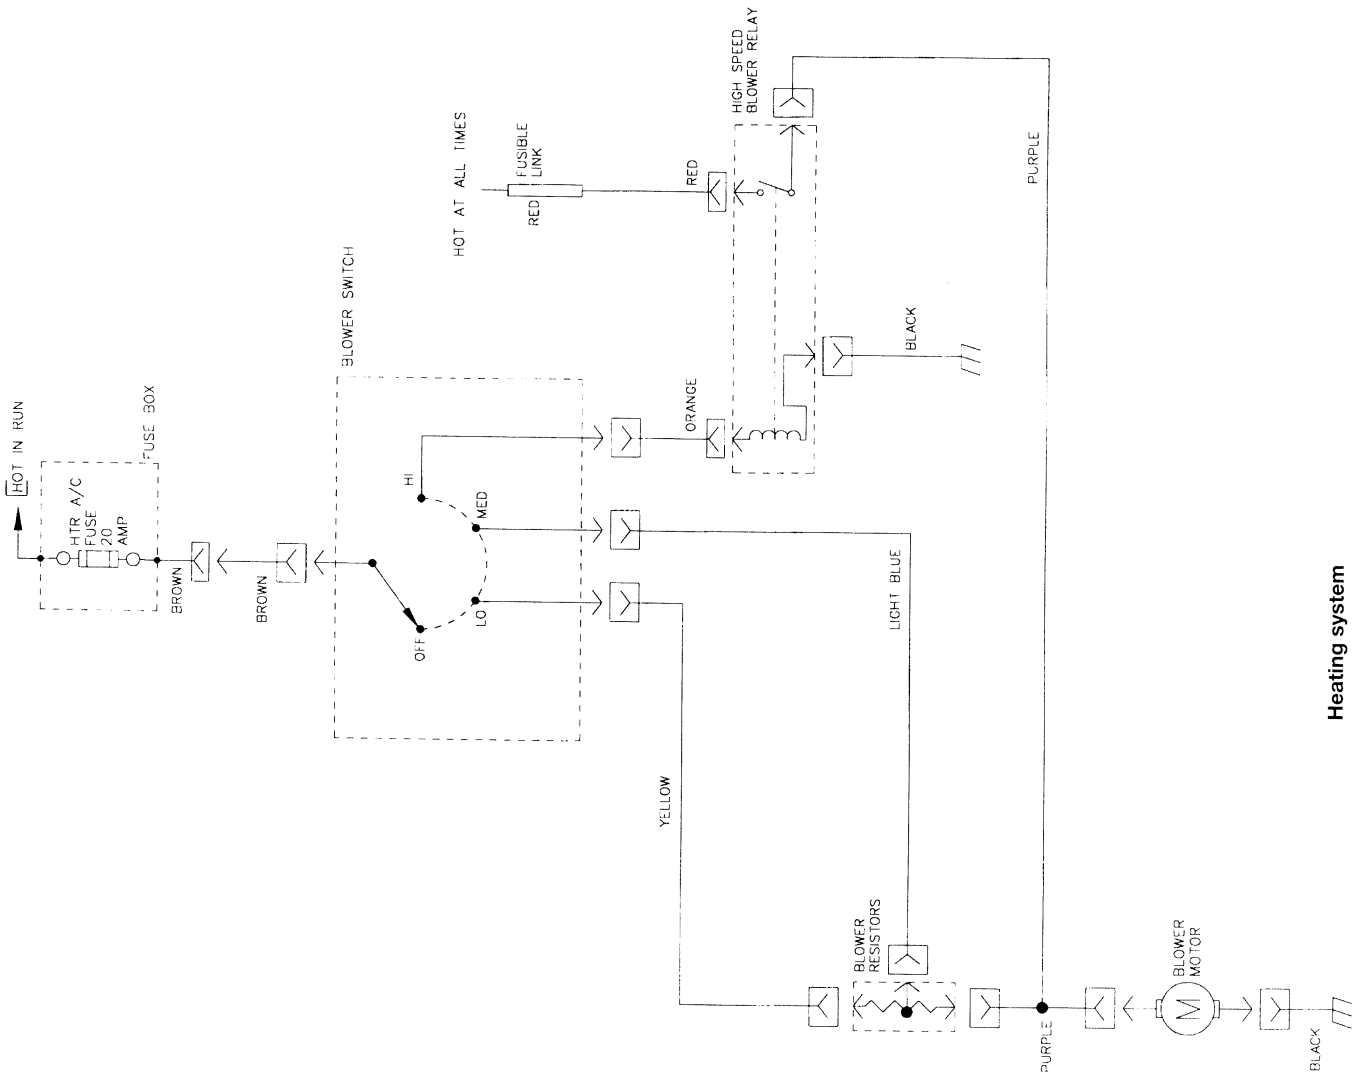 HOT IN RUN
HTR A/C
FUSE
20
AMP
FUSE BOX
BROWN
BROWN
BLOWER SWITCH
OFF
LO
MED
HI
HOT AT ALL TIMES
RED
FUSIBLE
LINK
RED
ORANGE
HIGH SPEED
BLOWER RELAY
BLACK
PURPLE
LIGHT BLUE
YELLOW
BLOWER
RESISTORS
PURPLE
BLOWER
MOTOR
M
BLACK
Heating system